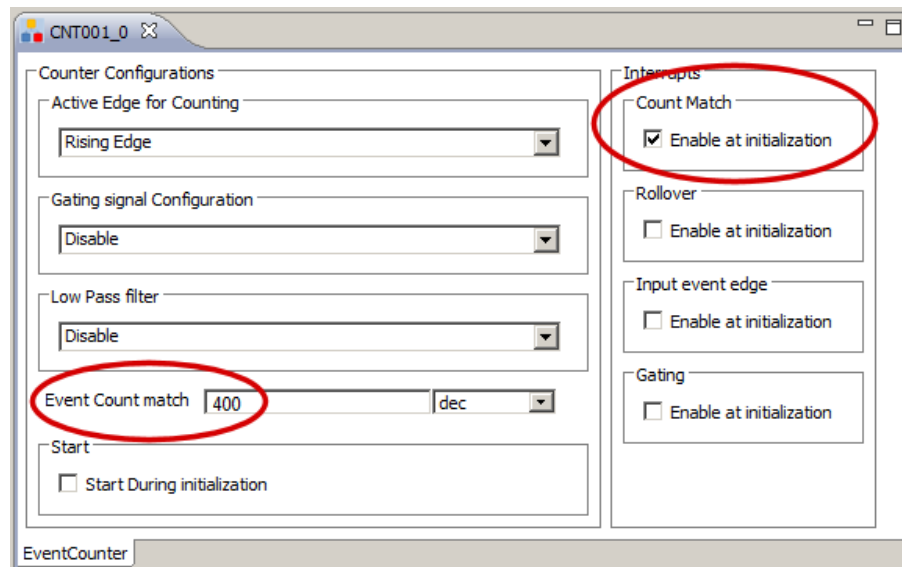 CNT001_0
Counter Configurations
Active Edge for Counting
Rising Edge
Gating signal Configuration
Disable
Low Pass filter
Disable
Event Count match 400 dec
Start
Start During initialization
Interrupts
Count Match
Enable at initialization
Rollover
Enable at initialization
Input event edge
Enable at initialization
Gating
Enable at initialization
EventCounter